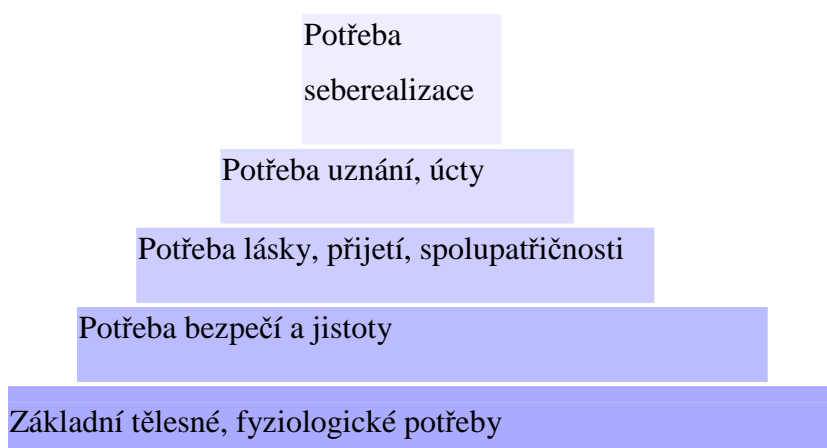 Potřeba
seberealizace
Potřeba uznání, úcty
Potřeba lásky, přijetí, spolupatřičnosti
Potřeba bezpečí a jistoty
Základní tělesné, fyziologické potřeby